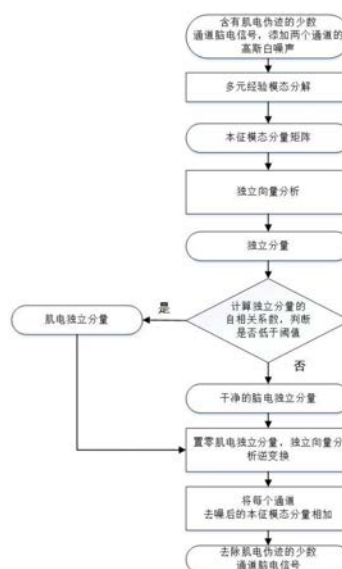 含有肌电伪迹的少数
通道脑电信号，添加两个通道的
高斯白噪声
多元经验模态分解
本征模态分量矩阵
独立向量分析
独立分量
计算独立分量的
自相关系数，判断
是否低于阈值
是
肌电独立分量
否
干净的脑电独立分量
置零肌电独立分量，独立向量分
析逆变换
将每个通道
去噪后的本征模态分量相加
去除肌电伪迹的少数
通道脑电信号